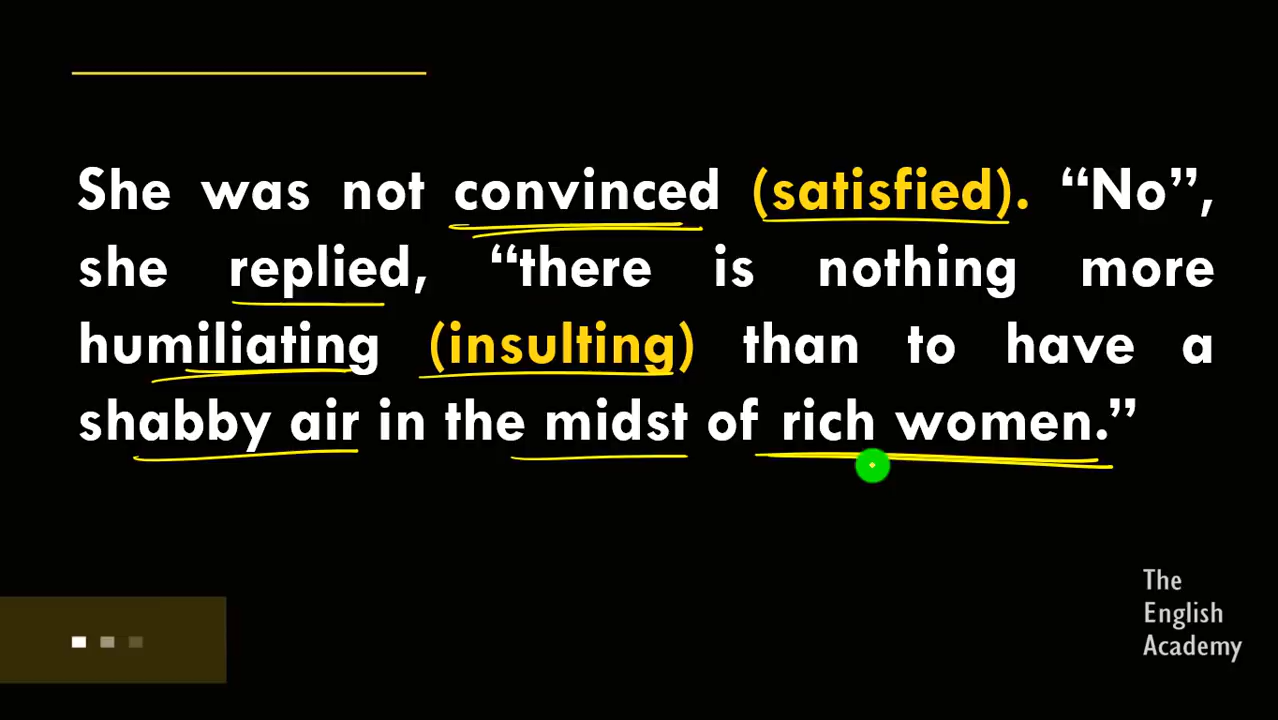 She was not convinced (satisfied). “No”,
she replied, “there is nothing more
humiliating (insulting) than to have a
shabby air in the midst of rich women.”
The
English
Academy